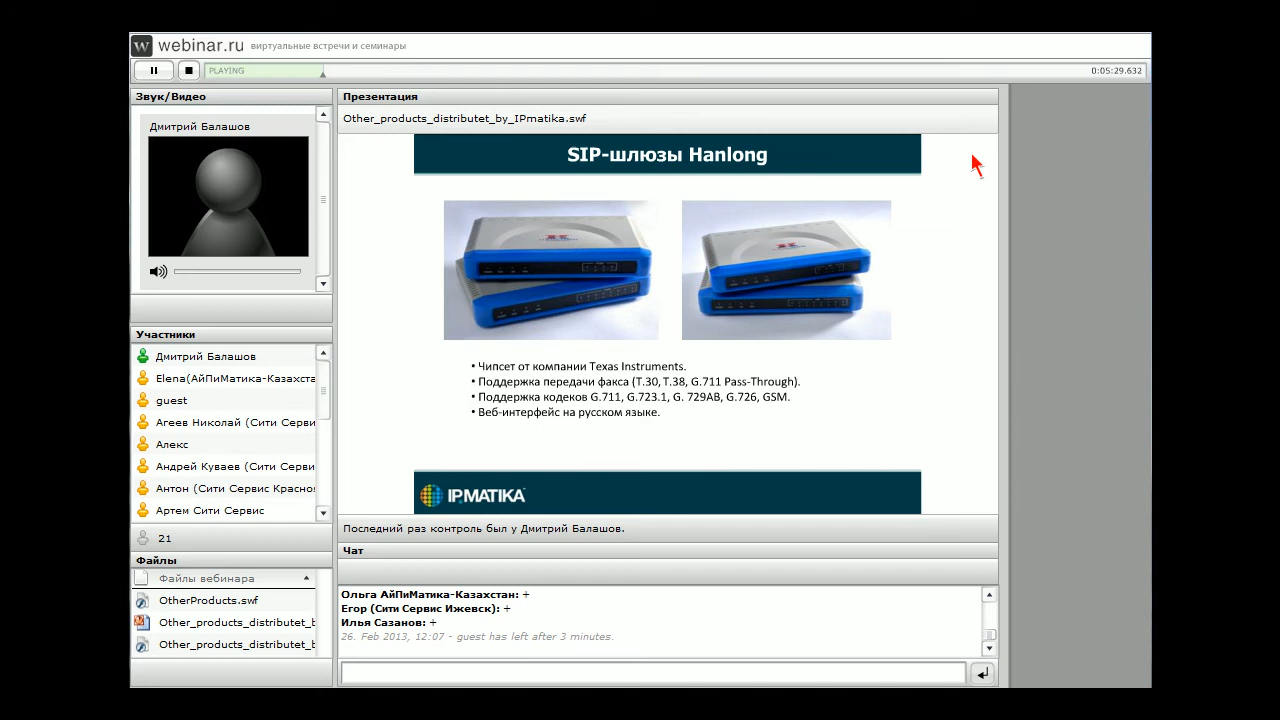 webinar.ru виртуальные встречи и семинары
PLAYING
0:05:29.632
Звук/Видео
Дмитрий Балашов
Участники
Дмитрий Балашов
Elena(АйПиМатика-Казахста
guest
Агеев Николай (Сити Серви
Алекс
Андрей Куваев (Сити Серви
Антон (Сити Сервис Красно
Артем Сити Сервис
21
Файлы
Файлы вебинара
OtherProducts.swf
Other_products_distributet_b
Other_products_distributet_b
Презентация
Other_products_distributet_by_IPmatika.swf
SIP-шлюзы Hanlong
• Чипсет от компании Texas Instruments.
• Поддержка передачи факса (T.30, T.38, G.711 Pass-Through).
• Поддержка кодеков G.711, G.723.1, G. 729AB, G.726, GSM.
• Веб-интерфейс на русском языке.
IPMATIKA
Последний раз контроль был у Дмитрий Балашов.
Чат
Ольга АйПиМатика-Казахстан: +
Егор (Сити Сервис Ижевск): +
Илья Сазанов: +
26. Feb 2013, 12:07 - guest has left after 3 minutes.